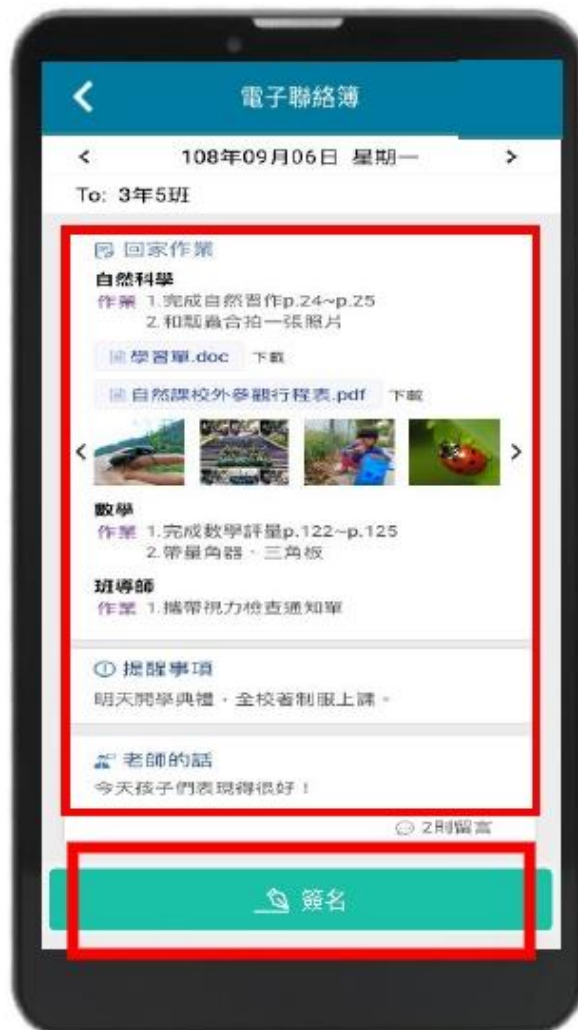 電子聯絡簿
< 108年09月06日 星期一 >
To: 3年5班
回家作業
自然科學
作業 1.完成自然習作p.24~p.25
2.和瓢蟲合拍一張照片
學習單.doc 下載
自然課校外參觀行程表.pdf 下載
數學
作業 1.完成數學評量p.122~p.125
2.帶量角器、三角板
班導師
作業 1.攜帶視力檢查通知單
提醒事項
明天開學典禮，全校著制服上課。
老師的話
今天孩子們表現得很好！
2則留言
簽名